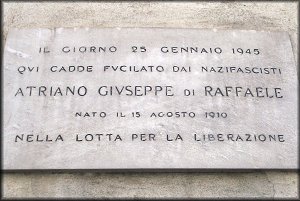 IL GIORNO 25 GENNAIO 1945
QVI CADDE FVCILATO DAI NAZIFASCISTI
ATRIANO GIVSEPPE DI RAFFAELE
NATO IL 15 AGOSTO 1910
NELLA LOTTA PER LA LIBERAZIONE